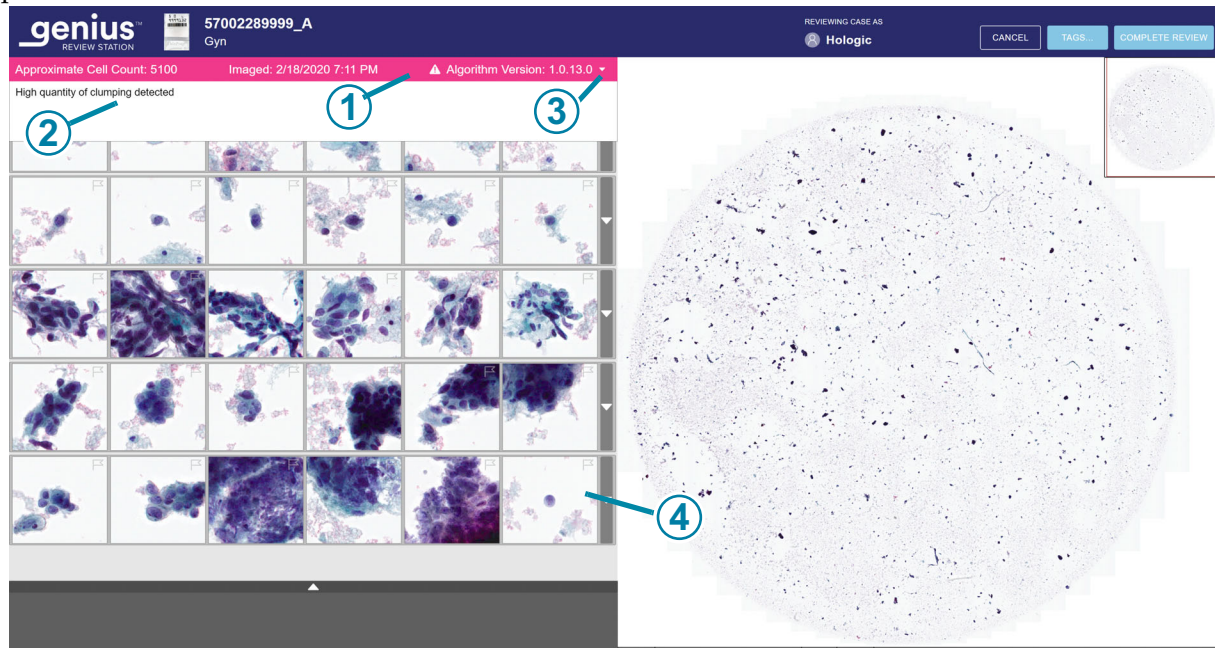 genius™
REVIEW STATION
57002289999_A
Gyn
REVIEWING CASE AS
Hologic
CANCEL
TAGS...
COMPLETE REVIEW
Approximate Cell Count: 5100
Imaged: 2/18/2020 7:11 PM
Algorithm Version: 1.0.13.0
High quantity of clumping detected
1
2
3
4